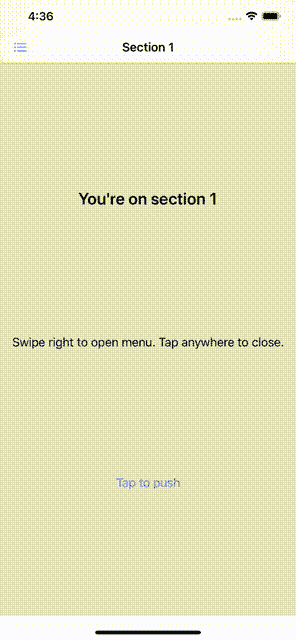 4:36
Section 1
You're on section 1
Swipe right to open menu. Tap anywhere to close.
Tap to push